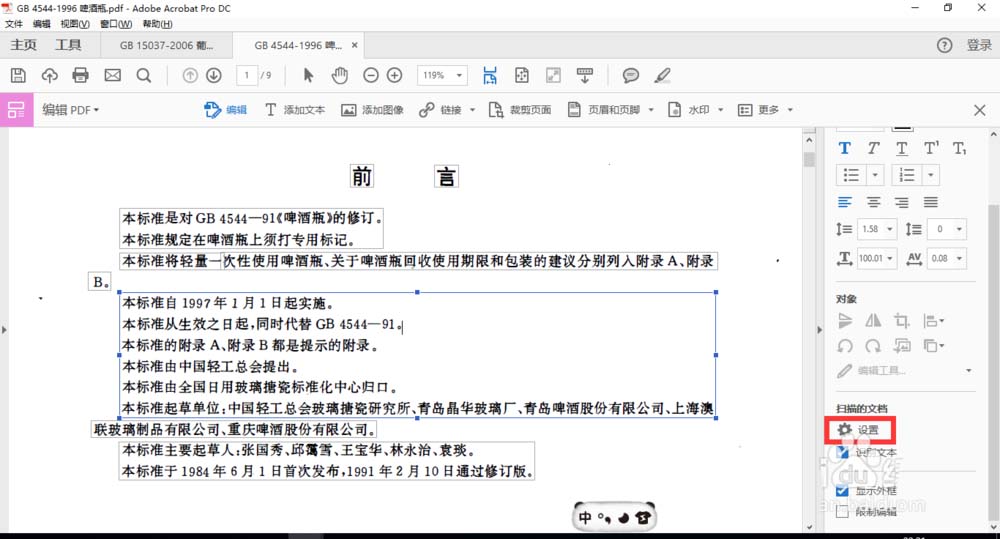 GB 4544-1996 啤酒瓶.pdf - Adobe Acrobat Pro DC
文件 编辑 视图(V) 窗口(W) 帮助(H)
主页 工具 GB 15037-2006 葡... GB 4544-1996 啤... × 登录
1 / 9 119%
编辑 PDF 编辑 添加文本 添加图像 链接 裁剪页面 页眉和页脚 水印 更多
前 言
本标准是对 GB 4544—91《啤酒瓶》的修订。
本标准规定在啤酒瓶上须打专用标记。
本标准将轻量一次性使用啤酒瓶、关于啤酒瓶回收使用期限和包装的建议分别列入附录 A、附录
B。
本标准自 1997 年 1 月 1 日起实施。
本标准从生效之日起,同时代替 GB 4544—91。
本标准的附录 A、附录 B 都是提示的附录。
本标准由中国轻工总会提出。
本标准由全国日用玻璃搪瓷标准化中心归口。
本标准起草单位:中国轻工总会玻璃搪瓷研究所、青岛晶华玻璃厂、青岛啤酒股份有限公司、上海澳
联玻璃制品有限公司、重庆啤酒股份有限公司。
本标准主要起草人:张国秀、邱霭雪、王宝华、林永治、袁琰。
本标准于 1984 年 6 月 1 日首次发布,1991 年 2 月 10 日通过修订版。
中
T T T T¹ T₁
1.58 0
100.01 AV 0.08
对象
编辑工具...
扫描的文档
设置
识别文本
显示外框
限制编辑